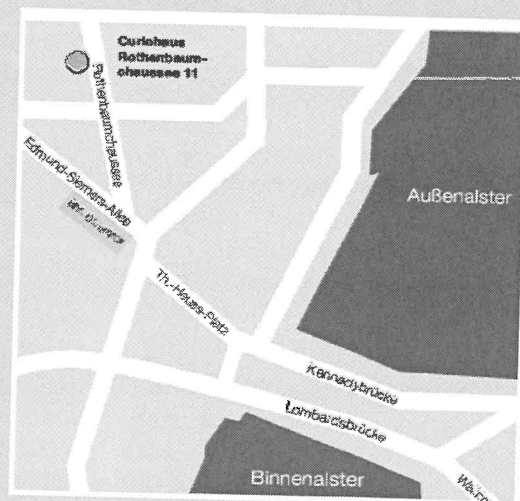 Curiohaus
Rothenbaum-
chaussee 11
Rothenbaumchaussee
Edmund-Siemers-Allee
Außenalster
Th.-Heuss-Platz
Kennedybrücke
Lombardsbrücke
Binnenalster